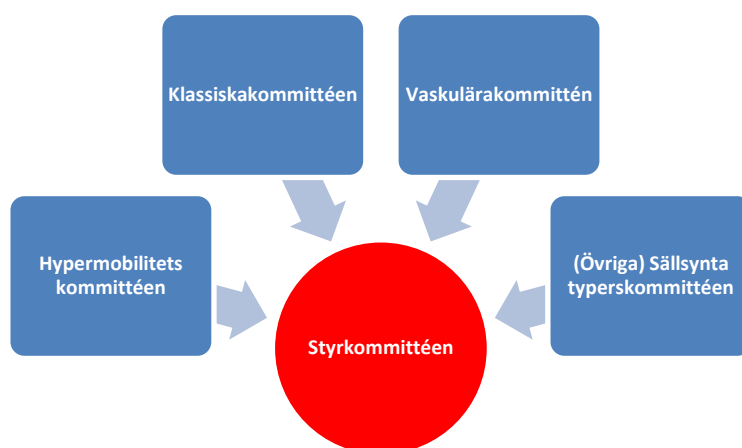 Klassiskakommittéen
Vaskulärakommittén
Hypermobilitets
kommittéen
(Övriga) Sällsynta
typerskommittéen
Styrkommittéen